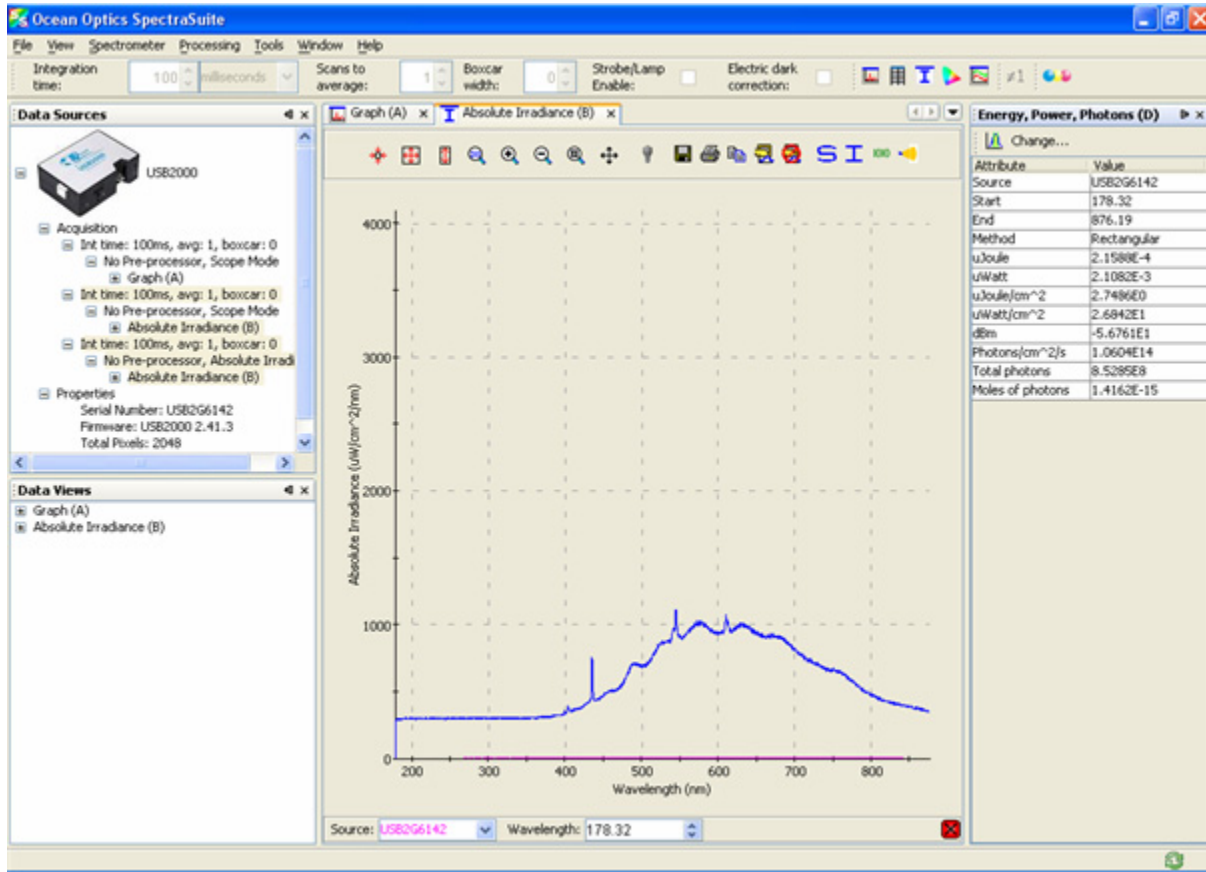 Ocean Optics SpectraSuite
File View Spectrometer Processing Tools Window Help
Integration time: 100 milliseconds Scans to average: 1 Boxcar width: 0 Strobe/Lamp Enable: Electric dark correction: ≠1
Data Sources
USB2000
Acquisition
Int time: 100ms, avg: 1, boxcar: 0
No Pre-processor, Scope Mode
Graph (A)
Int time: 100ms, avg: 1, boxcar: 0
No Pre-processor, Scope Mode
Absolute Irradiance (B)
Int time: 100ms, avg: 1, boxcar: 0
No Pre-processor, Absolute Irradi
Absolute Irradiance (B)
Properties
Serial Number: USB2G6142
Firmware: USB2000 2.41.3
Total Pixels: 2048
Data Views
Graph (A)
Absolute Irradiance (B)
Graph (A) Absolute Irradiance (B)
S I
4000
3000
2000
1000
0
Absolute Irradiance (uW/cm^2/nm)
200 300 400 500 600 700 800
Wavelength (nm)
Source: USB2G6142 Wavelength: 178.32
Energy, Power, Photons (D)
Change...
Attribute Value
Source USB2G6142
Start 178.32
End 876.19
Method Rectangular
uJoule 2.1588E-4
uWatt 2.1082E-3
uJoule/cm^2 2.7486E0
uWatt/cm^2 2.6842E1
dBm -5.6761E1
Photons/cm^2/s 1.0604E14
Total photons 8.5285E8
Moles of photons 1.4162E-15